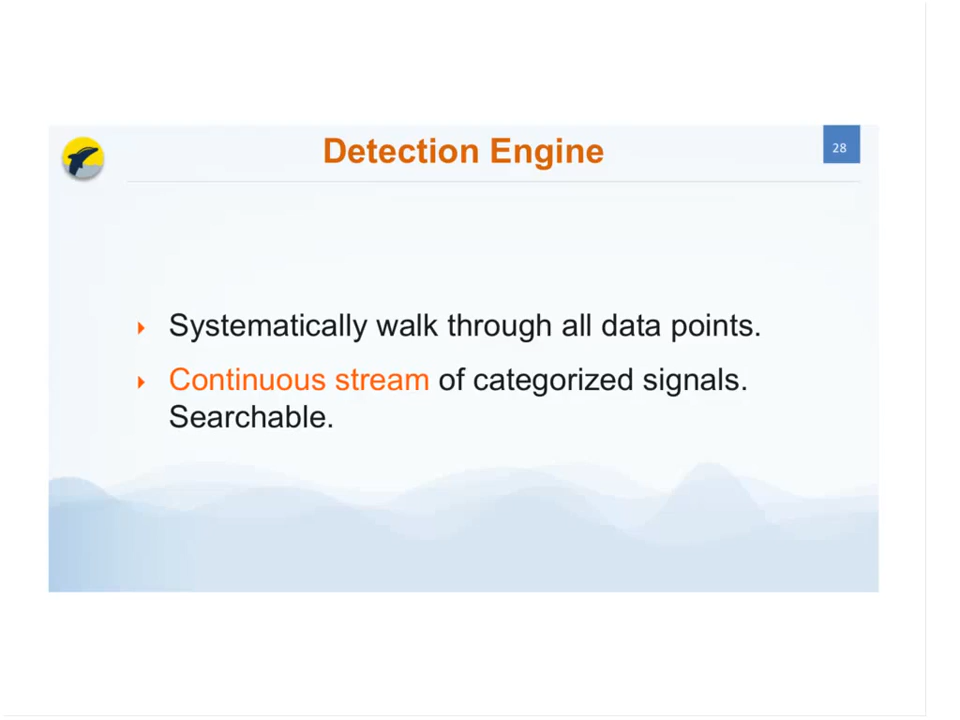 Detection Engine
28
Systematically walk through all data points.
Continuous stream of categorized signals.
Searchable.